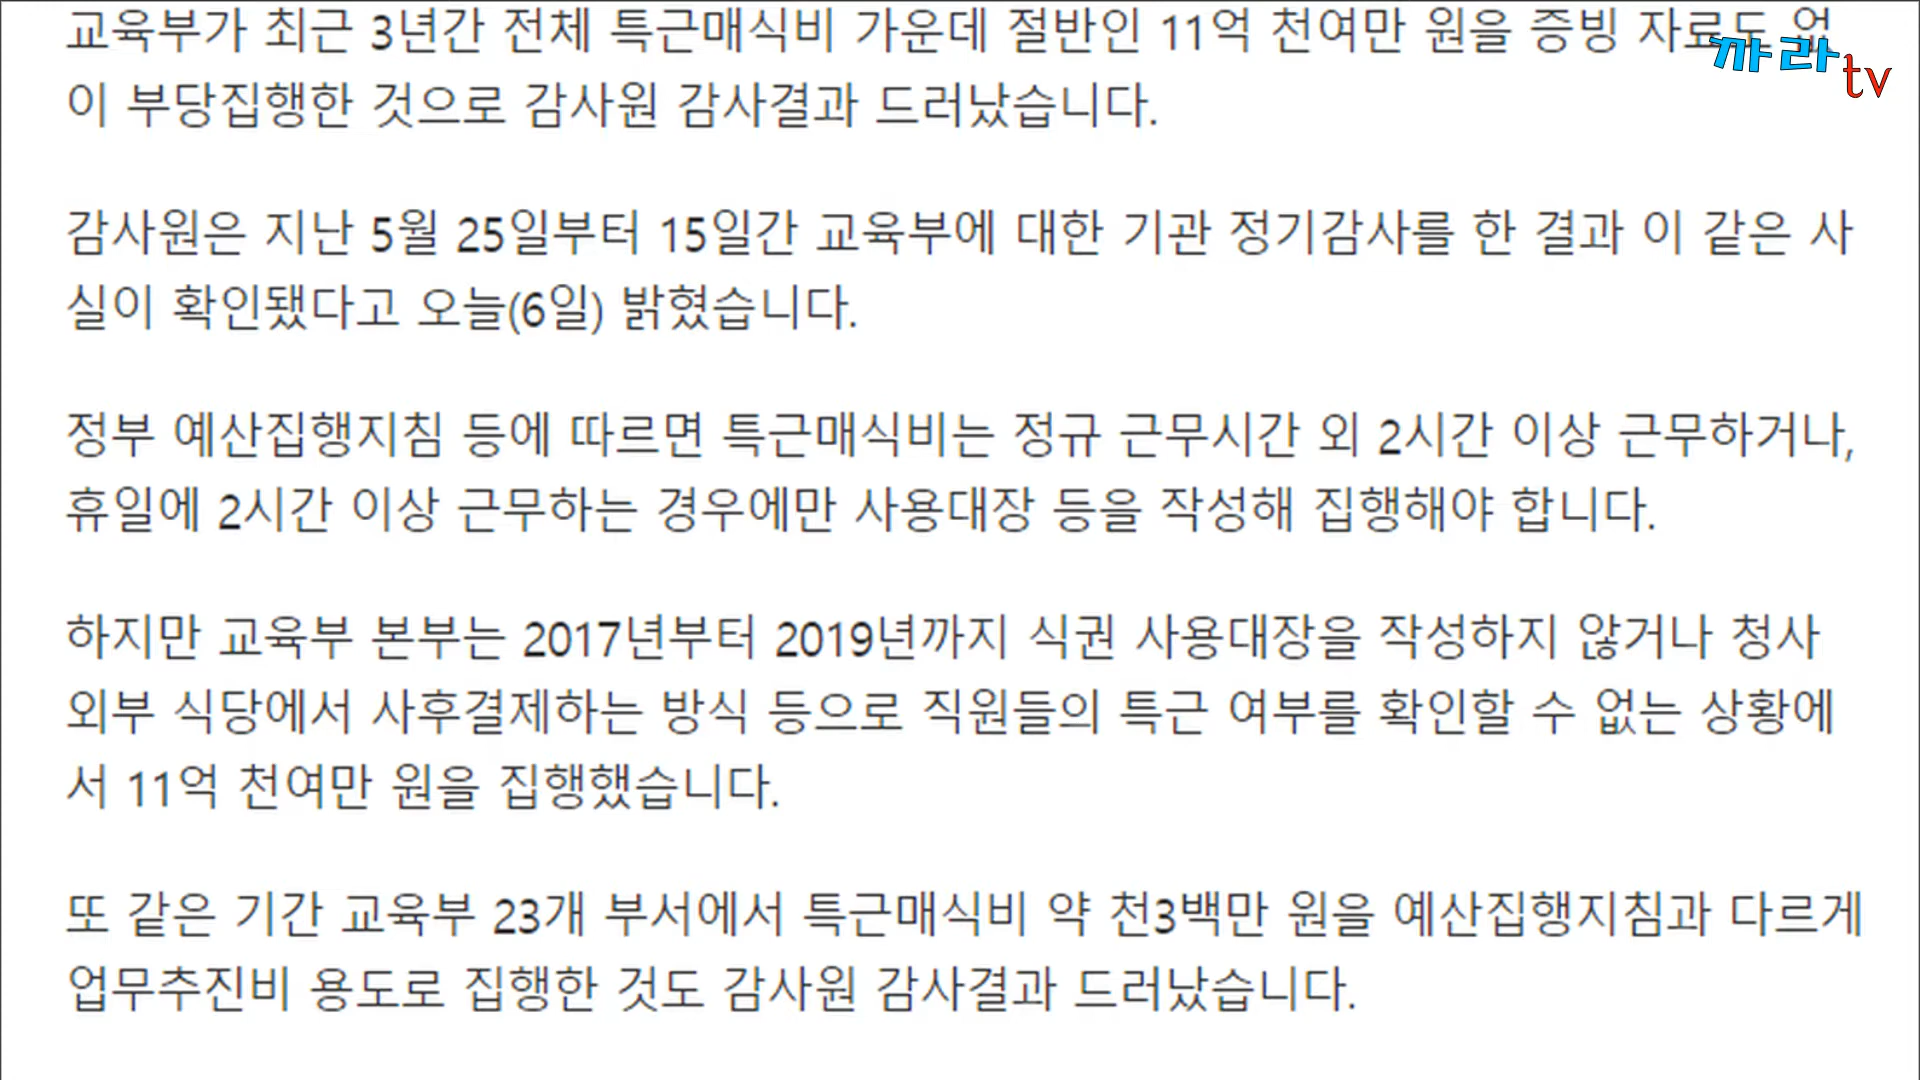 교육부가 최근 3년간 전체 특근매식비 가운데 절반인 11억 천여만 원을 증빙 자료도 없
까라tv
이 부당집행한 것으로 감사원 감사결과 드러났습니다.
감사원은 지난 5월 25일부터 15일간 교육부에 대한 기관 정기감사를 한 결과 이 같은 사
실이 확인됐다고 오늘(6일) 밝혔습니다.
정부 예산집행지침 등에 따르면 특근매식비는 정규 근무시간 외 2시간 이상 근무하거나,
휴일에 2시간 이상 근무하는 경우에만 사용대장 등을 작성해 집행해야 합니다.
하지만 교육부 본부는 2017년부터 2019년까지 식권 사용대장을 작성하지 않거나 청사
외부 식당에서 사후결제하는 방식 등으로 직원들의 특근 여부를 확인할 수 없는 상황에
서 11억 천여만 원을 집행했습니다.
또 같은 기간 교육부 23개 부서에서 특근매식비 약 천3백만 원을 예산집행지침과 다르게
업무추진비 용도로 집행한 것도 감사원 감사결과 드러났습니다.